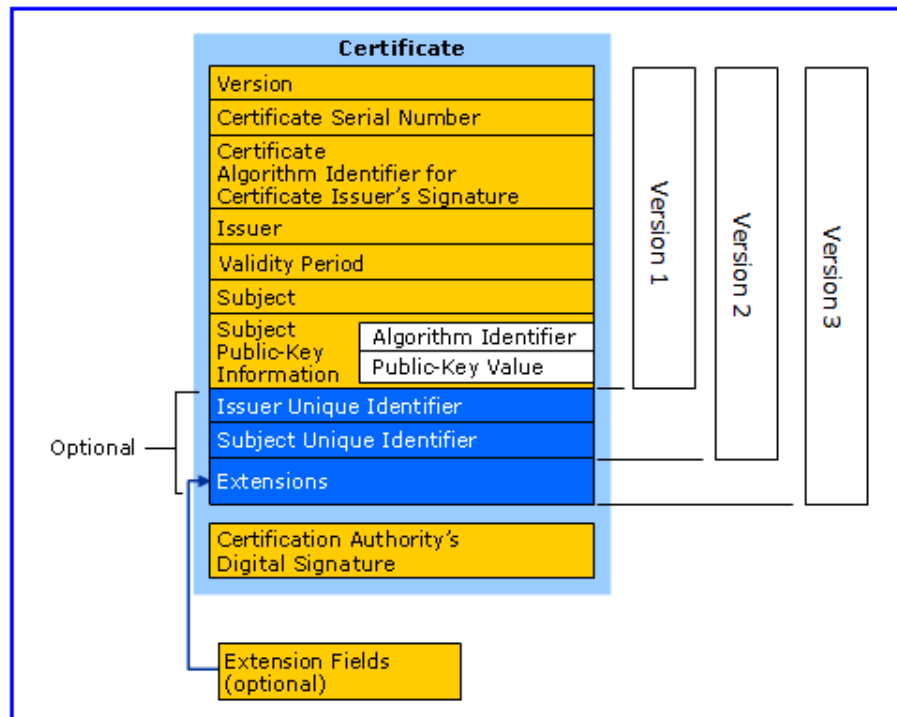 Certificate
Version
Certificate Serial Number
Certificate
Algorithm Identifier for
Certificate Issuer's Signature
Issuer
Validity Period
Subject
Subject
Public-Key
Information
Algorithm Identifier
Public-Key Value
Issuer Unique Identifier
Subject Unique Identifier
Extensions
Optional
Certification Authority's
Digital Signature
Extension Fields
(optional)
Version 1
Version 2
Version 3